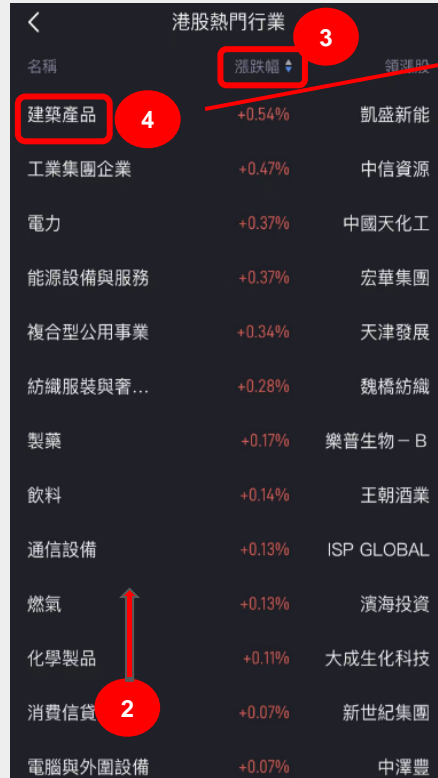 港股熱門行業
3
名稱 漲跌幅 領漲股
建築產品 4 +0.54% 凱盛新能
工業集團企業 +0.47% 中信資源
電力 +0.37% 中國天化工
能源設備與服務 +0.37% 宏華集團
複合型公用事業 +0.34% 天津發展
紡織服裝與奢… +0.28% 魏橋紡織
製藥 +0.17% 樂普生物－B
飲料 +0.14% 王朝酒業
通信設備 +0.13% ISP GLOBAL
燃氣 +0.13% 濱海投資
化學製品 +0.11% 大成生化科技
消費信貸 2 +0.07% 新世紀集團
電腦與外圍設備 +0.07% 中澤豐